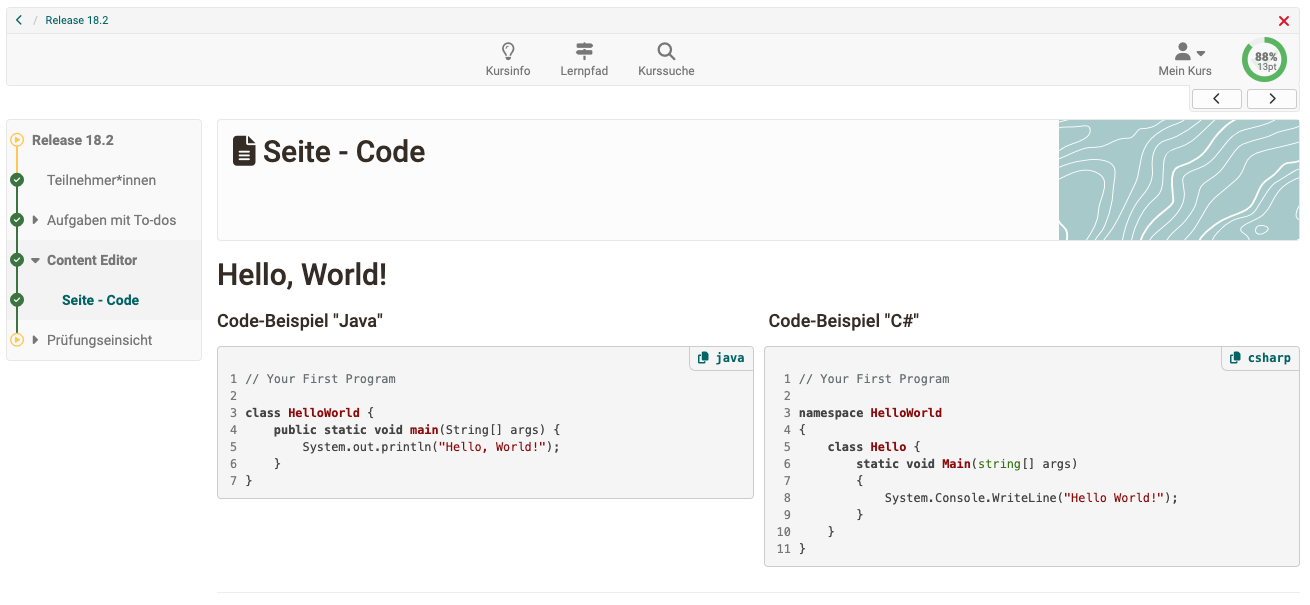 Release 18.2
Kursinfo
Lernpfad
Kurssuche
Mein Kurs
88%
13pt
Release 18.2
Teilnehmer*innen
Aufgaben mit To-dos
Content Editor
Seite - Code
Prüfungseinsicht
Seite - Code
Hello, World!
Code-Beispiel "Java"
java
1 // Your First Program
2
3 class HelloWorld {
4     public static void main(String[] args) {
5         System.out.println("Hello, World!");
6     }
7 }
Code-Beispiel "C#"
csharp
1 // Your First Program
2
3 namespace HelloWorld
4 {
5     class Hello {
6         static void Main(string[] args)
7         {
8             System.Console.WriteLine("Hello World!");
9         }
10     }
11 }